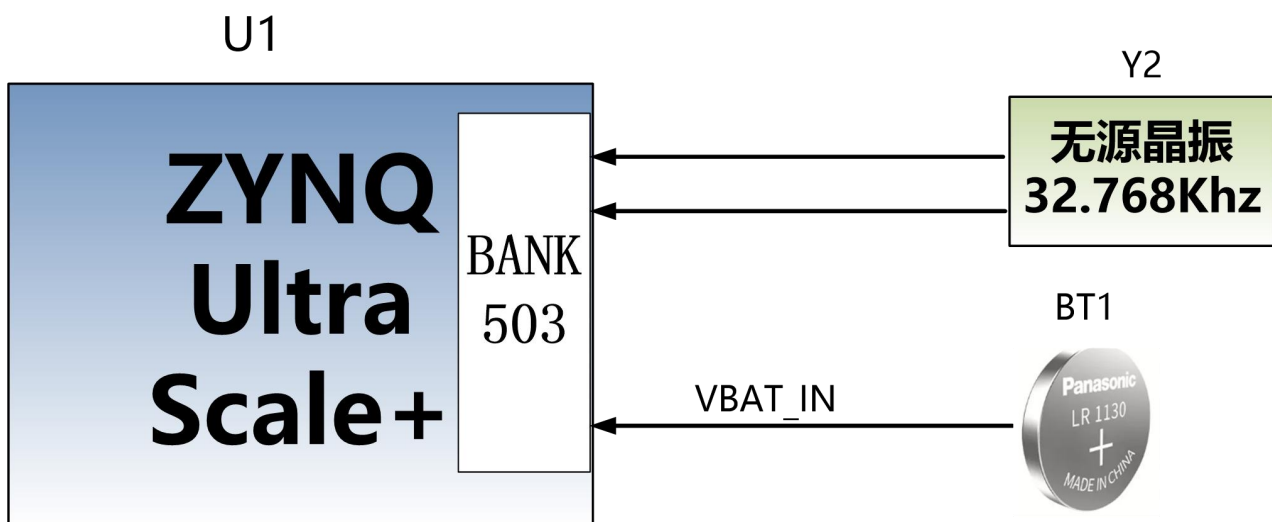 U1
ZYNQ
Ultra
Scale+
BANK
503
Y2
无源晶振
32.768Khz
BT1
VBAT_IN
Panasonic
LR 1130
+
MADE IN CHINA